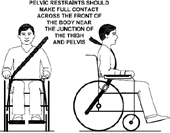 PELVIC RESTRAINTS SHOULD
MAKE FULL CONTACT
ACROSS THE FRONT OF
THE BODY NEAR
THE JUNCTION OF
THE THIGH
AND PELVIS